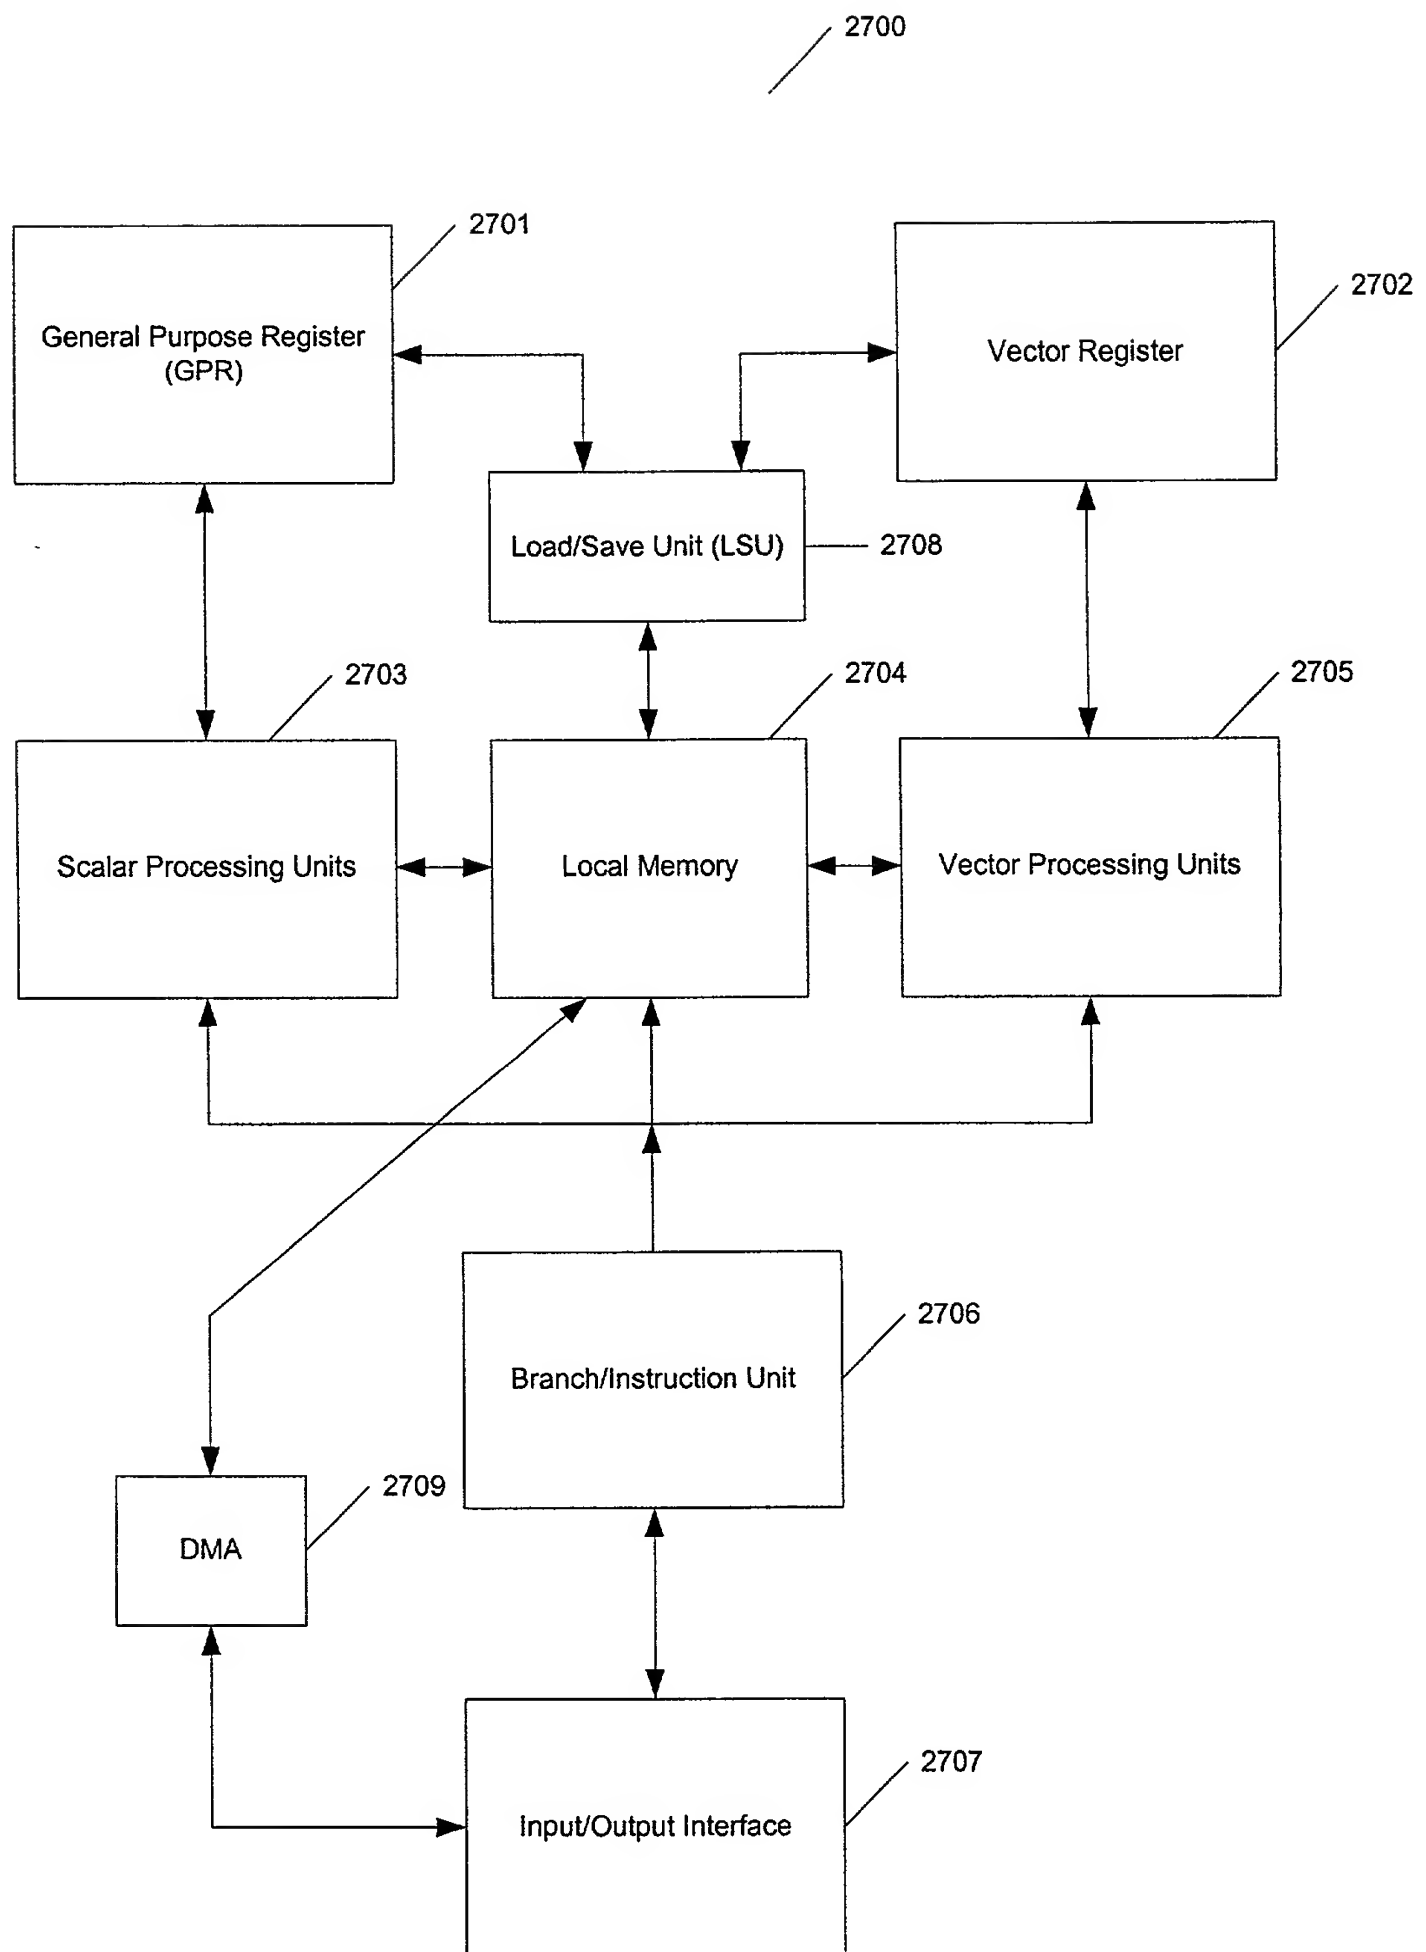 2700
2701
2702
General Purpose Register
(GPR)
Vector Register
Load/Save Unit (LSU)
2708
2703
2704
2705
Scalar Processing Units
Local Memory
Vector Processing Units
2706
Branch/Instruction Unit
2709
DMA
2707
Input/Output Interface